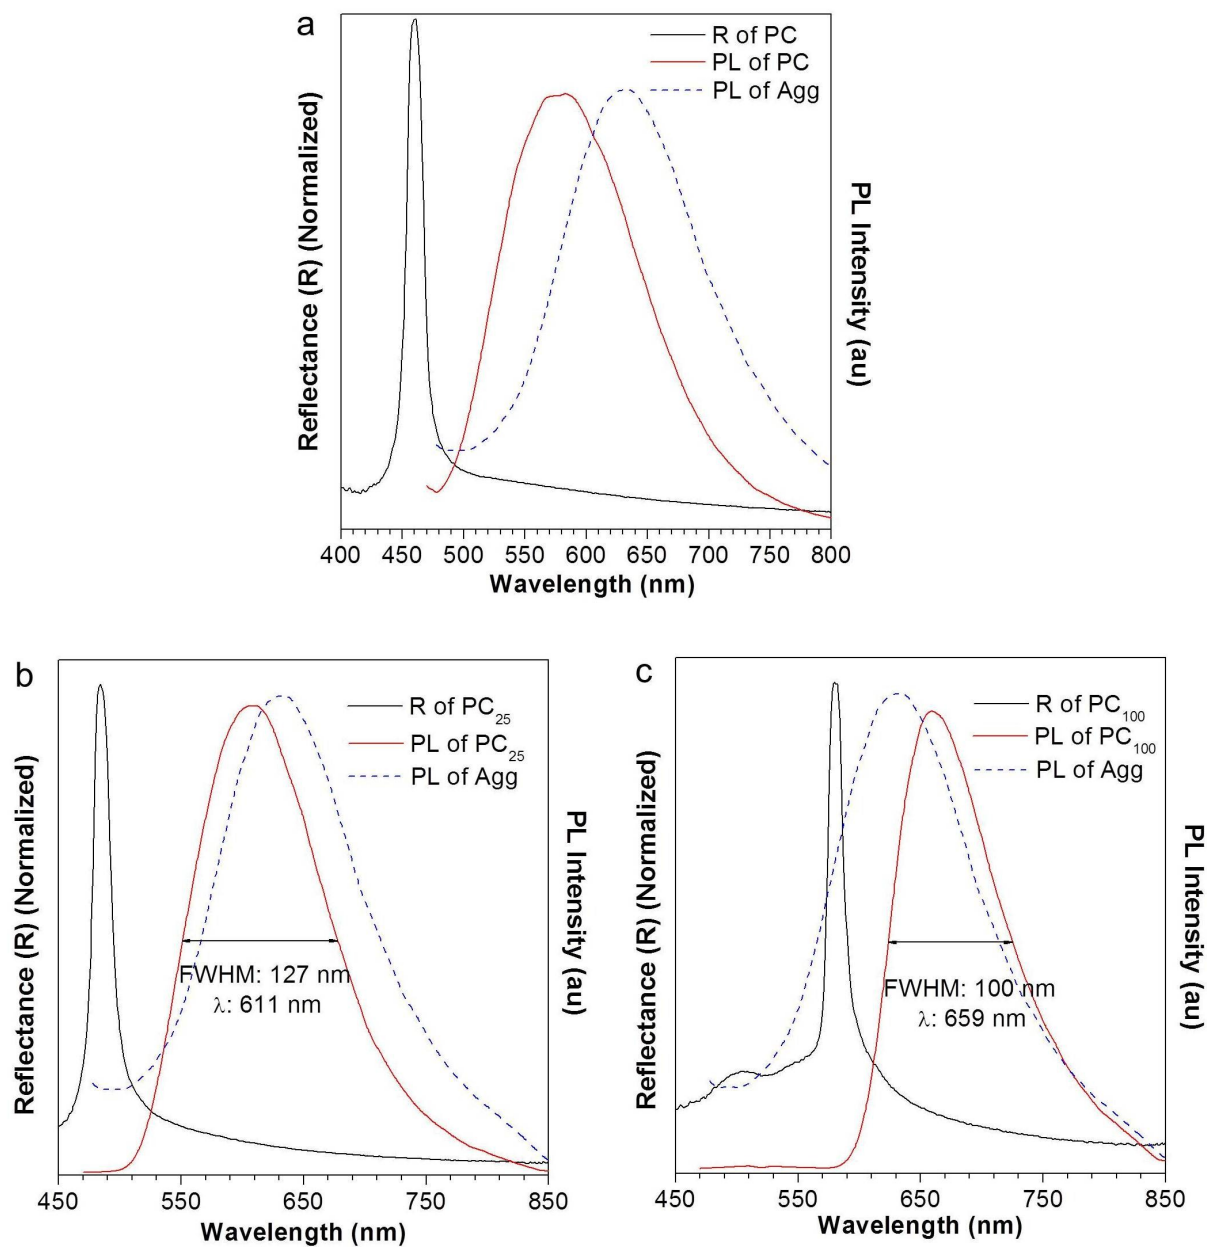 a
R of PC
PL of PC
PL of Agg
Reflectance (R) (Normalized)
PL Intensity (au)
400 450 500 550 600 650 700 750 800
Wavelength (nm)
b
R of PC25
PL of PC25
PL of Agg
Reflectance (R) (Normalized)
PL Intensity (au)
FWHM: 127 nm
λ: 611 nm
450 550 650 750 850
Wavelength (nm)
c
R of PC100
PL of PC100
PL of Agg
Reflectance (R) (Normalized)
PL Intensity (au)
FWHM: 100 nm
λ: 659 nm
450 550 650 750 850
Wavelength (nm)